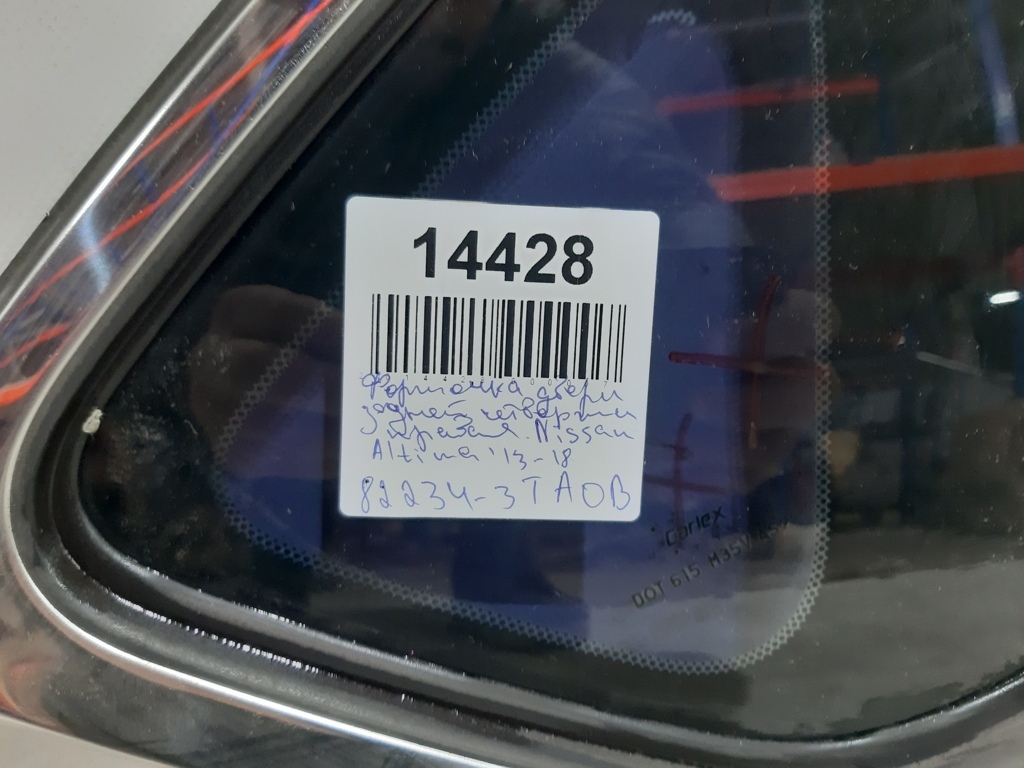 14428
Форточка двери
задней четверти
правая. Nissan
Altima '13-18
82234-3TA0B
Carlex
DOT 615 M35